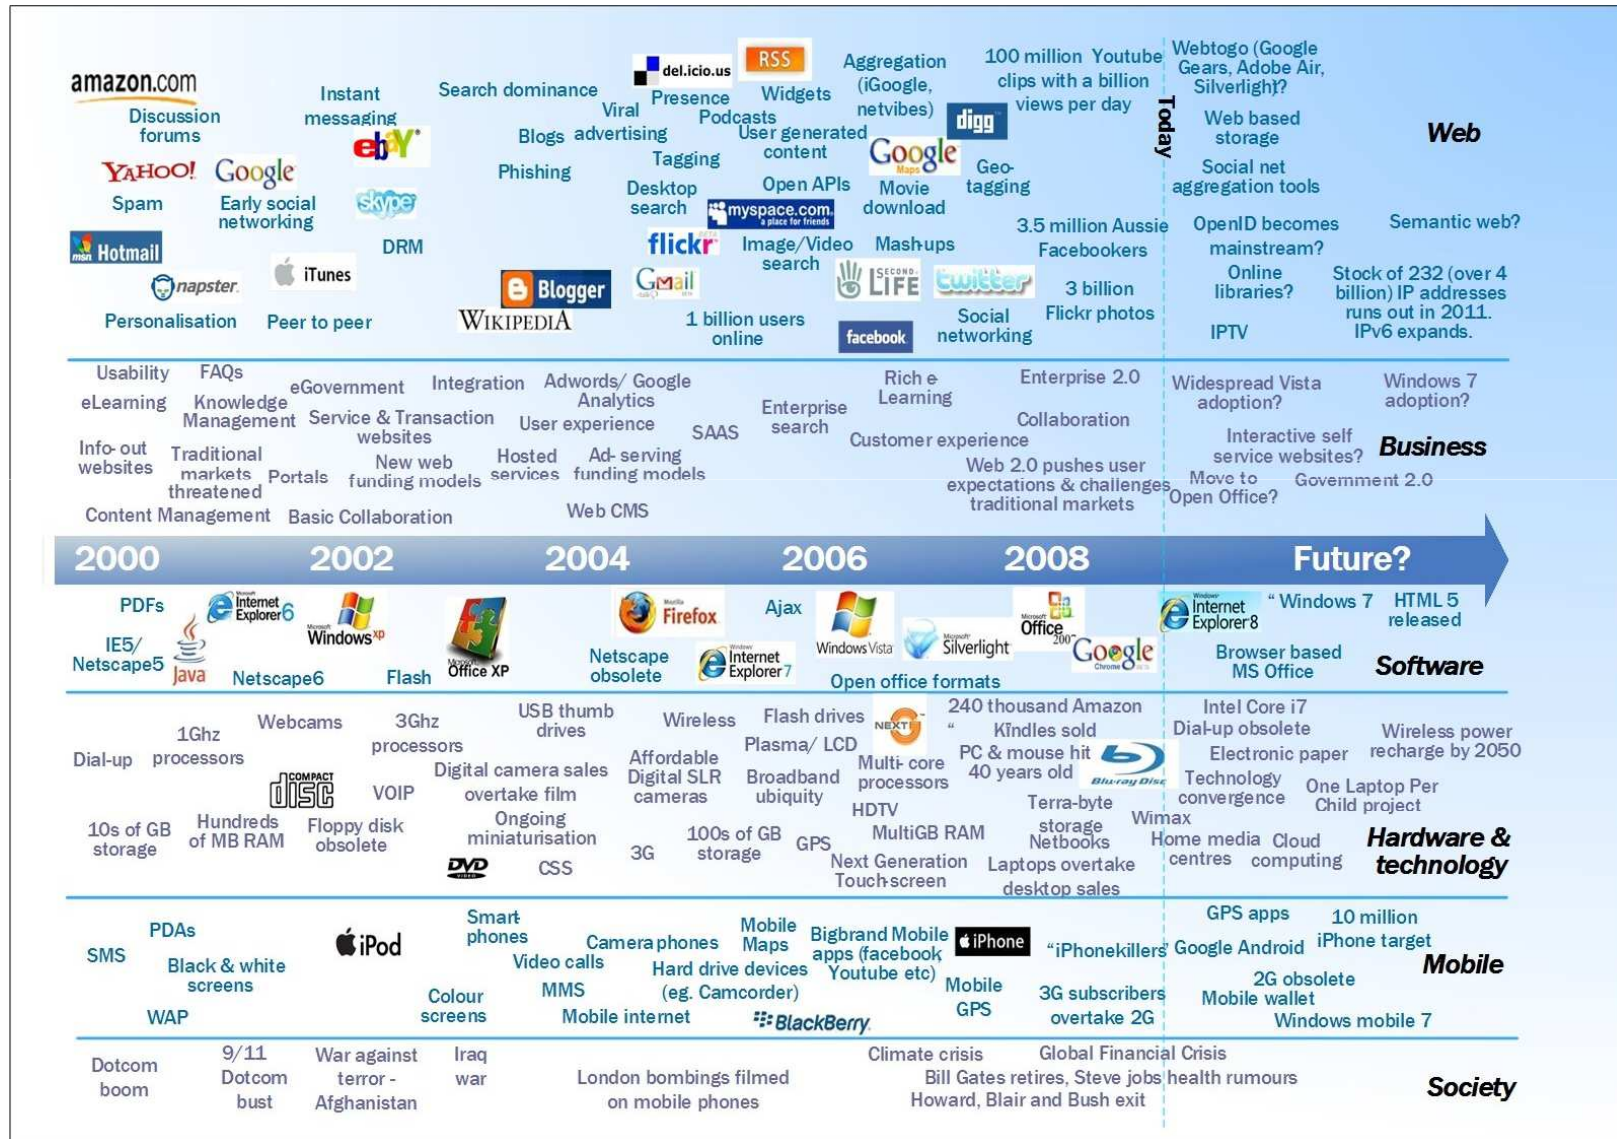 amazon.com
Discussion
forums
YAHOO!
Spam
msn Hotmail
napster
Personalisation
Google
Early social
networking
iTunes
Peer to peer
Instant
messaging
ebay
skype
DRM
Search dominance
Blogs
Phishing
Viral
advertising
Blogger
WIKIPEDIA
del.icio.us
Presence
Podcasts
Tagging
Desktop
search
flickr BETA
Gmail
1 billion users
online
RSS
Widgets
User generated
content
Open APIs
myspace.com
a place for friends
Image/Video
search
Aggregation
(iGoogle,
netvibes)
Google
Maps
Movie
download
Mash-ups
SECOND
LIFE
facebook
digg
Geo-
tagging
twitter
Social
networking
100 million Youtube
clips with a billion
views per day
3.5 million Aussie
Facebookers
3 billion
Flickr photos
Today
Webtogo (Google
Gears, Adobe Air,
Silverlight?
Web based
storage
Social net
aggregation tools
OpenID becomes
mainstream?
Online
libraries?
IPTV
Web
Semantic web?
Stock of 232 (over 4
billion) IP addresses
runs out in 2011.
IPv6 expands.
Usability
eLearning
Info- out
websites
FAQs
Knowledge
Management
Traditional
markets
threatened
Content Management
eGovernment
Service & Transaction
websites
Portals
New web
funding models
Basic Collaboration
Integration
Adwords/ Google
Analytics
User experience
Hosted
services
Ad- serving
funding models
Web CMS
SAAS
Enterprise
search
Rich e-
Learning
Customer experience
Enterprise 2.0
Collaboration
Web 2.0 pushes user
expectations & challenges
traditional markets
Widespread Vista
adoption?
Interactive self
service websites?
Move to
Open Office?
Windows 7
adoption?
Business
Government 2.0
2000 2002 2004 2006 2008 Future?
PDFs
IE5/
Netscape5
Java
Microsoft
Internet
Explorer 6
Netscape6
Microsoft
Windows xp
Flash
Microsoft
Office XP
Mozilla
Firefox
Netscape
obsolete
Windows
Internet
Explorer 7
Ajax
Windows Vista
Open office formats
Microsoft
Silverlight
Microsoft
Office 200
Google
Chrome BETA
Windows
Internet
Explorer 8
“ Windows 7
HTML 5
released
Browser based
MS Office
Software
Dial-up
1Ghz
processors
10s of GB
storage
Hundreds
of MB RAM
Webcams
COMPACT
disc
Floppy disk
obsolete
3Ghz
processors
VOIP
USB thumb
drives
Digital camera sales
overtake film
Ongoing
miniaturisation
DVD
VIDEO
CSS
Wireless
Affordable
Digital SLR
cameras
3G
100s of GB
storage
Flash drives
Plasma/ LCD
Broadband
ubiquity
GPS
NEXT
Multi- core
processors
HDTV
MultiGB RAM
Next Generation
Touch-screen
240 thousand Amazon
“ Kindles sold
PC & mouse hit
40 years old
Blu-ray Disc
Terra-byte
storage
Netbooks
Laptops overtake
desktop sales
Wimax
Intel Core i7
Dial-up obsolete
Electronic paper
Technology
convergence
Home media
centres
Cloud
computing
Wireless power
recharge by 2050
One Laptop Per
Child project
Hardware &
technology
SMS
PDAs
Black & white
screens
WAP
iPod
Colour
screens
Smart-
phones
Video calls
MMS
Mobile internet
Camera phones
Hard drive devices
(eg. Camcorder)
Mobile
Maps
BlackBerry
Bigbrand Mobile
apps (facebook,
Youtube etc)
iPhone
Mobile
GPS
“iPhonekillers”
3G subscribers
overtake 2G
GPS apps
Google Android
10 million
iPhone target
2G obsolete
Mobile wallet
Windows mobile 7
Mobile
Dotcom
boom
9/11
Dotcom
bust
War against
terror -
Afghanistan
Iraq
war
London bombings filmed
on mobile phones
Climate crisis
Global Financial Crisis
Bill Gates retires, Steve jobs health rumours
Howard, Blair and Bush exit
Society